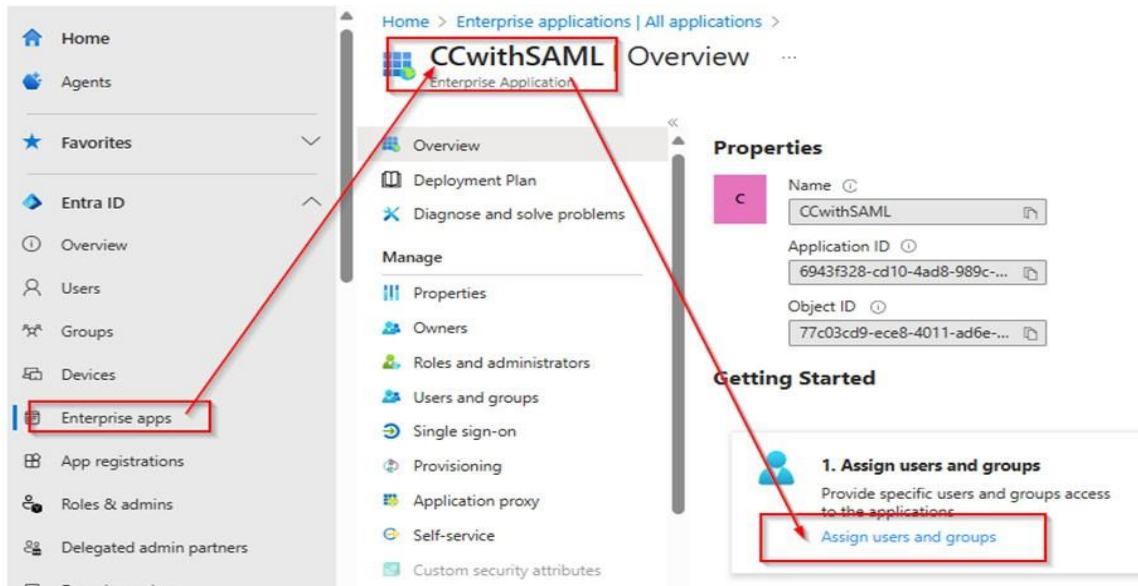 Home
Agents
Favorites
Entra ID
Overview
Users
Groups
Devices
Enterprise apps
App registrations
Roles & admins
Delegated admin partners
Home > Enterprise applications | All applications >
CCwithSAML | Overview ...
Enterprise Application
Overview
Deployment Plan
Diagnose and solve problems
Manage
Properties
Owners
Roles and administrators
Users and groups
Single sign-on
Provisioning
Application proxy
Self-service
Custom security attributes
Properties
C
Name
CCwithSAML
Application ID
6943f328-cd10-4ad8-989c-...
Object ID
77c03cd9-ece8-4011-ad6e-...
Getting Started
1. Assign users and groups
Provide specific users and groups access
to the applications
Assign users and groups